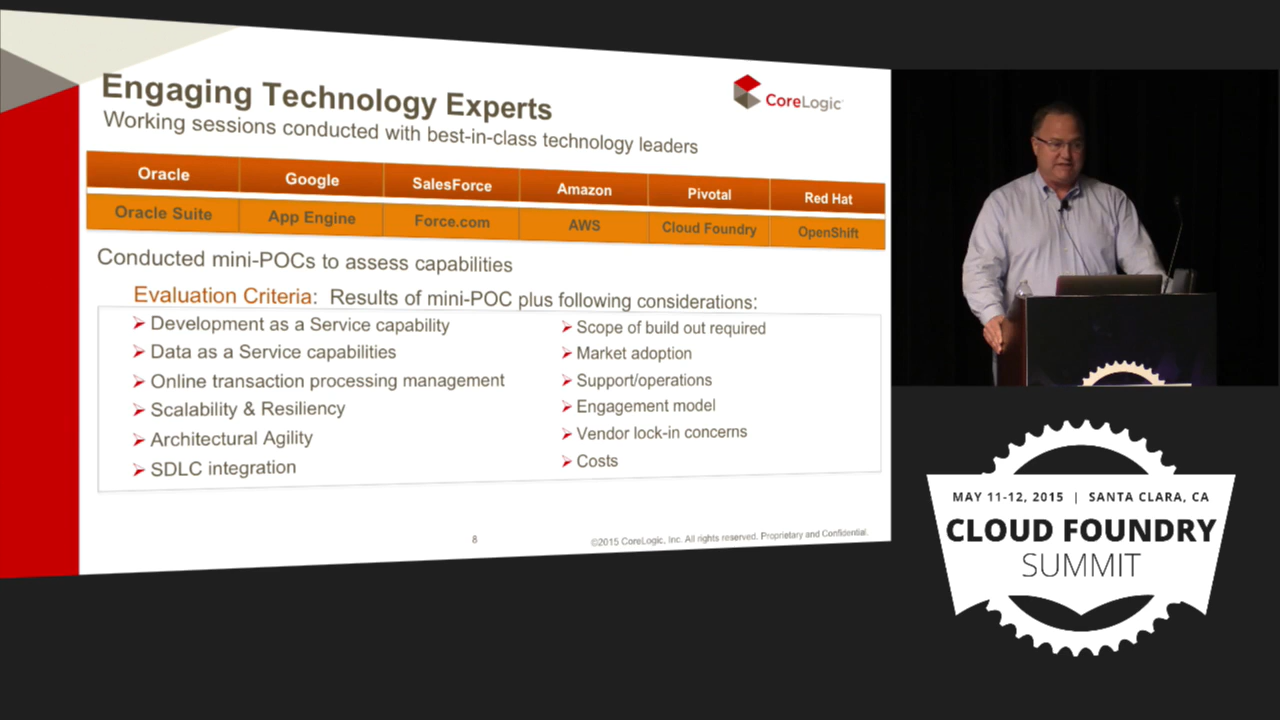 Engaging Technology Experts
CoreLogic
Working sessions conducted with best-in-class technology leaders
Oracle Google SalesForce Amazon Pivotal Red Hat
Oracle Suite App Engine Force.com AWS Cloud Foundry OpenShift
Conducted mini-POCs to assess capabilities
Evaluation Criteria: Results of mini-POC plus following considerations:
Development as a Service capability
Data as a Service capabilities
Online transaction processing management
Scalability & Resiliency
Architectural Agility
SDLC integration
Scope of build out required
Market adoption
Support/operations
Engagement model
Vendor lock-in concerns
Costs
8
©2015 CoreLogic, Inc. All rights reserved. Proprietary and Confidential.
MAY 11-12, 2015 | SANTA CLARA, CA
CLOUD FOUNDRY
SUMMIT